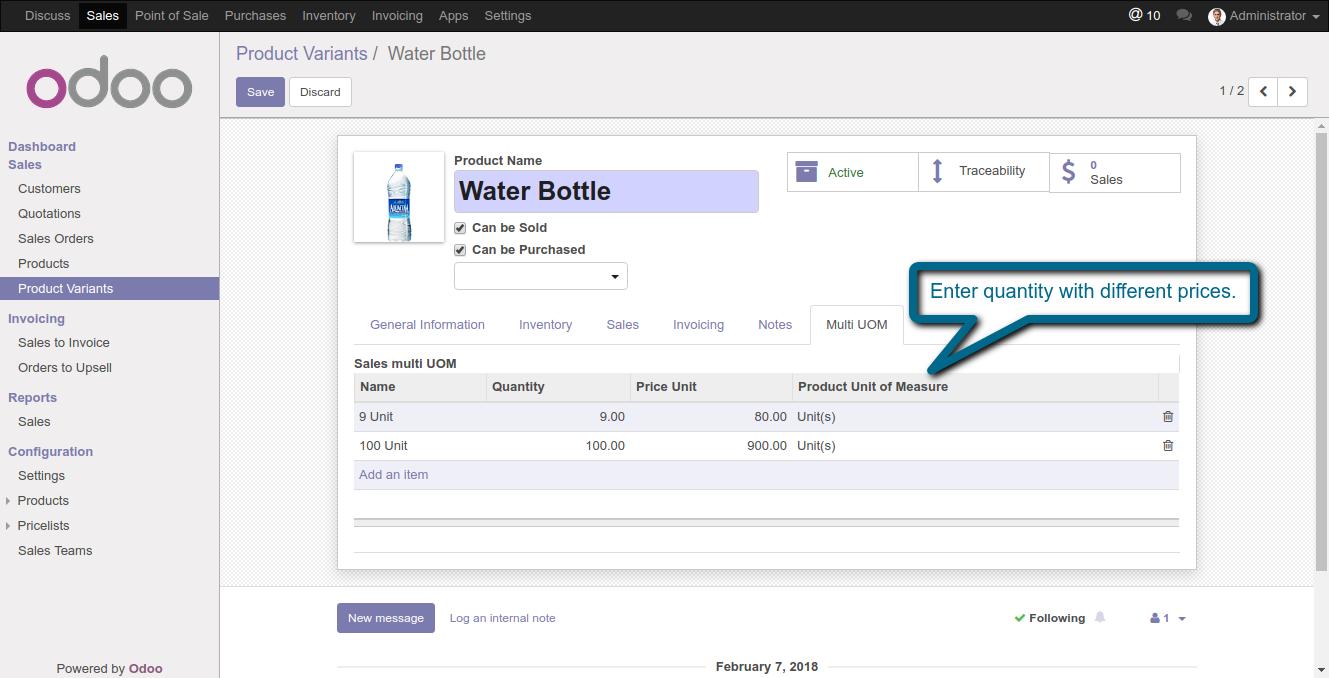 Discuss Sales Point of Sale Purchases Inventory Invoicing Apps Settings @ 10 Administrator
odoo
Product Variants / Water Bottle
Save Discard 1 / 2
Dashboard
Sales
Customers
Quotations
Sales Orders
Products
Product Variants
Invoicing
Sales to Invoice
Orders to Upsell
Reports
Sales
Configuration
Settings
Products
Pricelists
Sales Teams
Powered by Odoo
Product Name
Water Bottle
Active
Traceability
$ 0
Sales
Can be Sold
Can be Purchased
Enter quantity with different prices.
General Information Inventory Sales Invoicing Notes Multi UOM
Sales multi UOM
Name Quantity Price Unit Product Unit of Measure
9 Unit 9.00 80.00 Unit(s)
100 Unit 100.00 900.00 Unit(s)
Add an item
New message Log an internal note Following 1
February 7, 2018